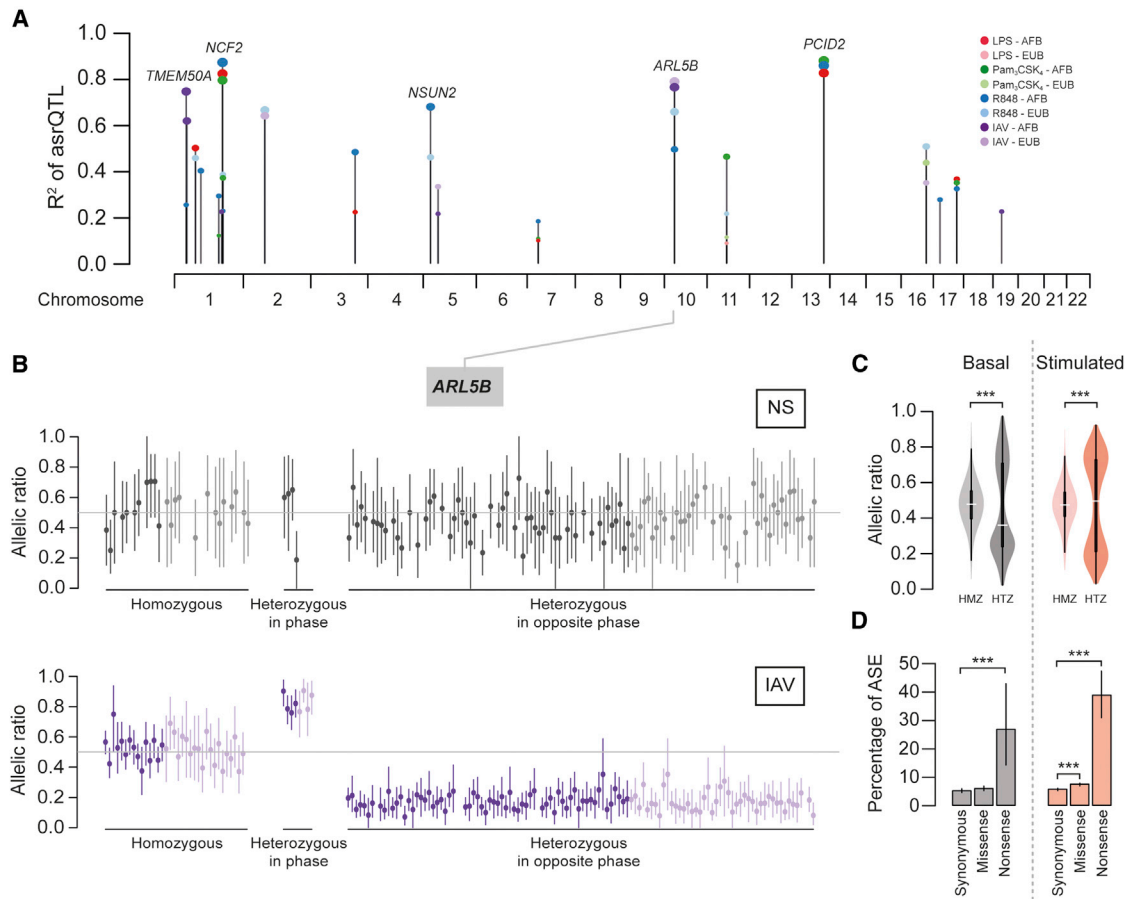 A
R² of asrQTL
1.0
0.8
0.6
0.4
0.2
0.0
TMEM50A
NCF2
NSUN2
ARL5B
PCID2
LPS - AFB
LPS - EUB
Pam₃CSK₄ - AFB
Pam₃CSK₄ - EUB
R848 - AFB
R848 - EUB
IAV - AFB
IAV - EUB
Chromosome 1 2 3 4 5 6 7 8 9 10 11 12 13 14 15 16 17 18 19 20 21 22
B
ARL5B
NS
Allelic ratio
1.0
0.8
0.6
0.4
0.2
0.0
Homozygous
Heterozygous
in phase
Heterozygous
in opposite phase
IAV
Allelic ratio
1.0
0.8
0.6
0.4
0.2
0.0
Homozygous
Heterozygous
in phase
Heterozygous
in opposite phase
C
Basal
Stimulated
Allelic ratio
1.0
0.8
0.6
0.4
0.2
0.0
***
***
HMZ HTZ
HMZ HTZ
D
Percentage of ASE
50
40
30
20
10
0
***
***
***
Synonymous
Missense
Nonsense
Synonymous
Missense
Nonsense